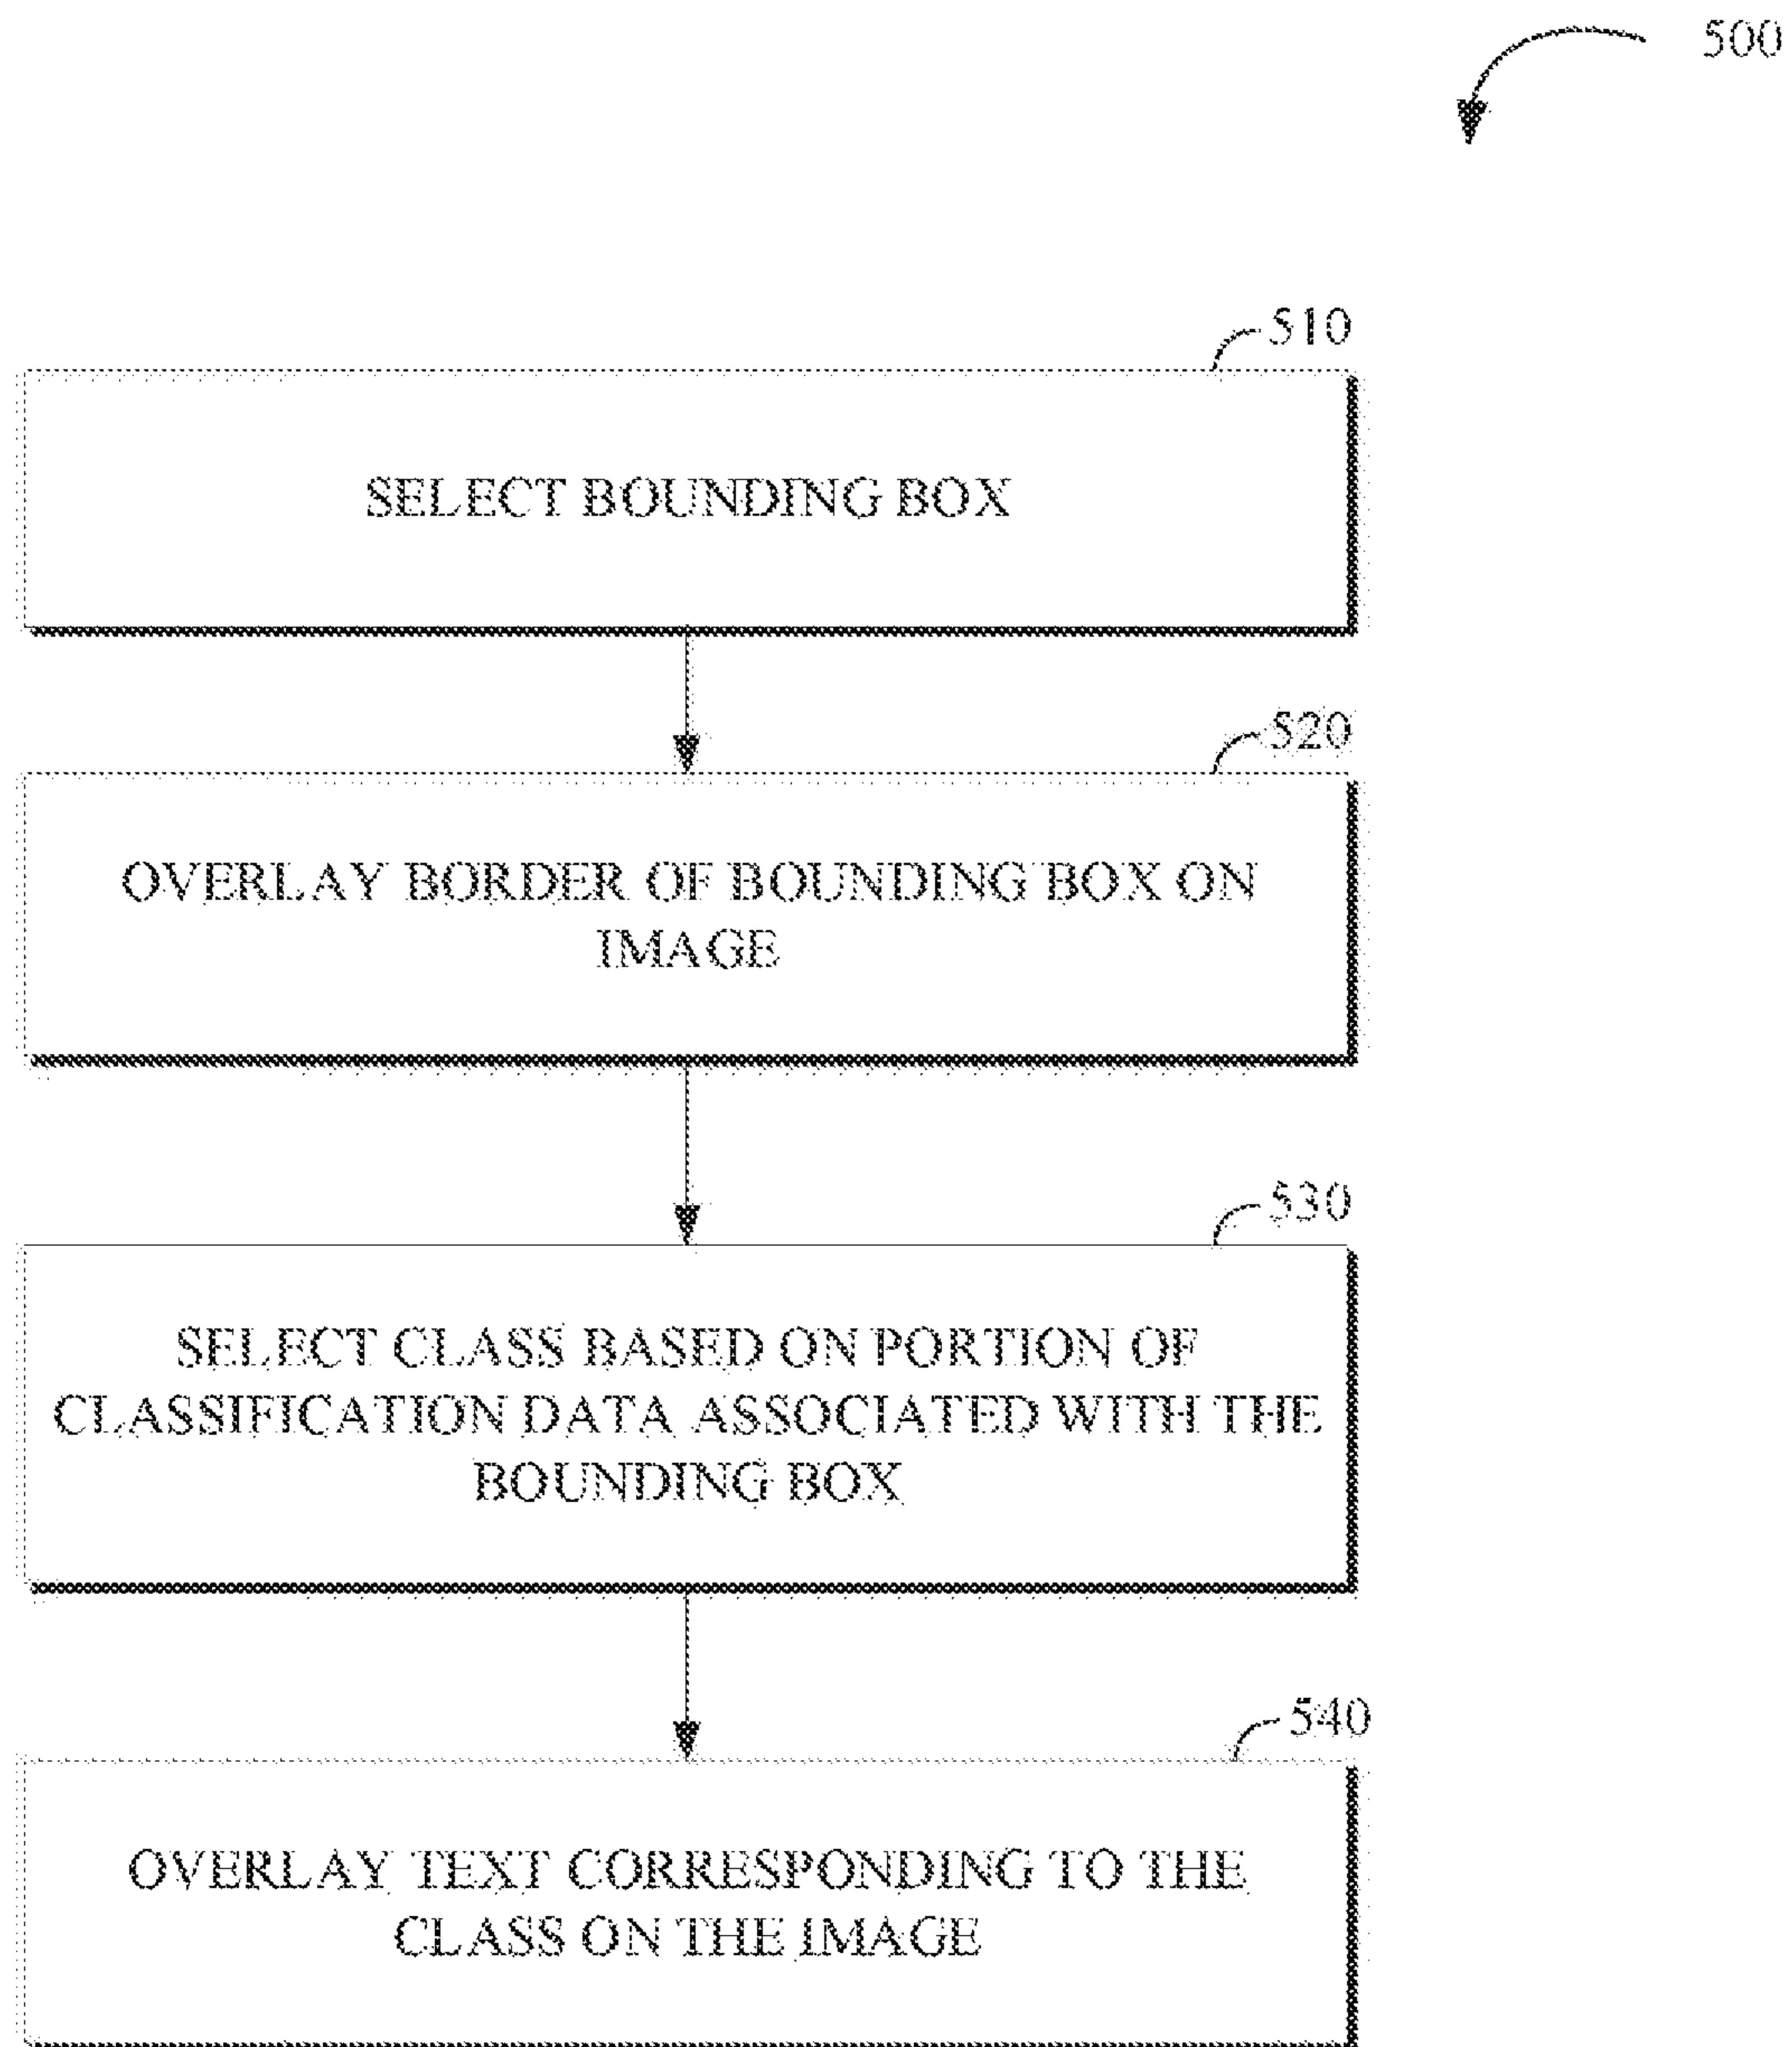 500
510
SELECT BOUNDING BOX
520
OVERLAY BORDER OF BOUNDING BOX ON
IMAGE
530
SELECT CLASS BASED ON PORTION OF
CLASSIFICATION DATA ASSOCIATED WITH THE
BOUNDING BOX
540
OVERLAY TEXT CORRESPONDING TO THE
CLASS ON THE IMAGE